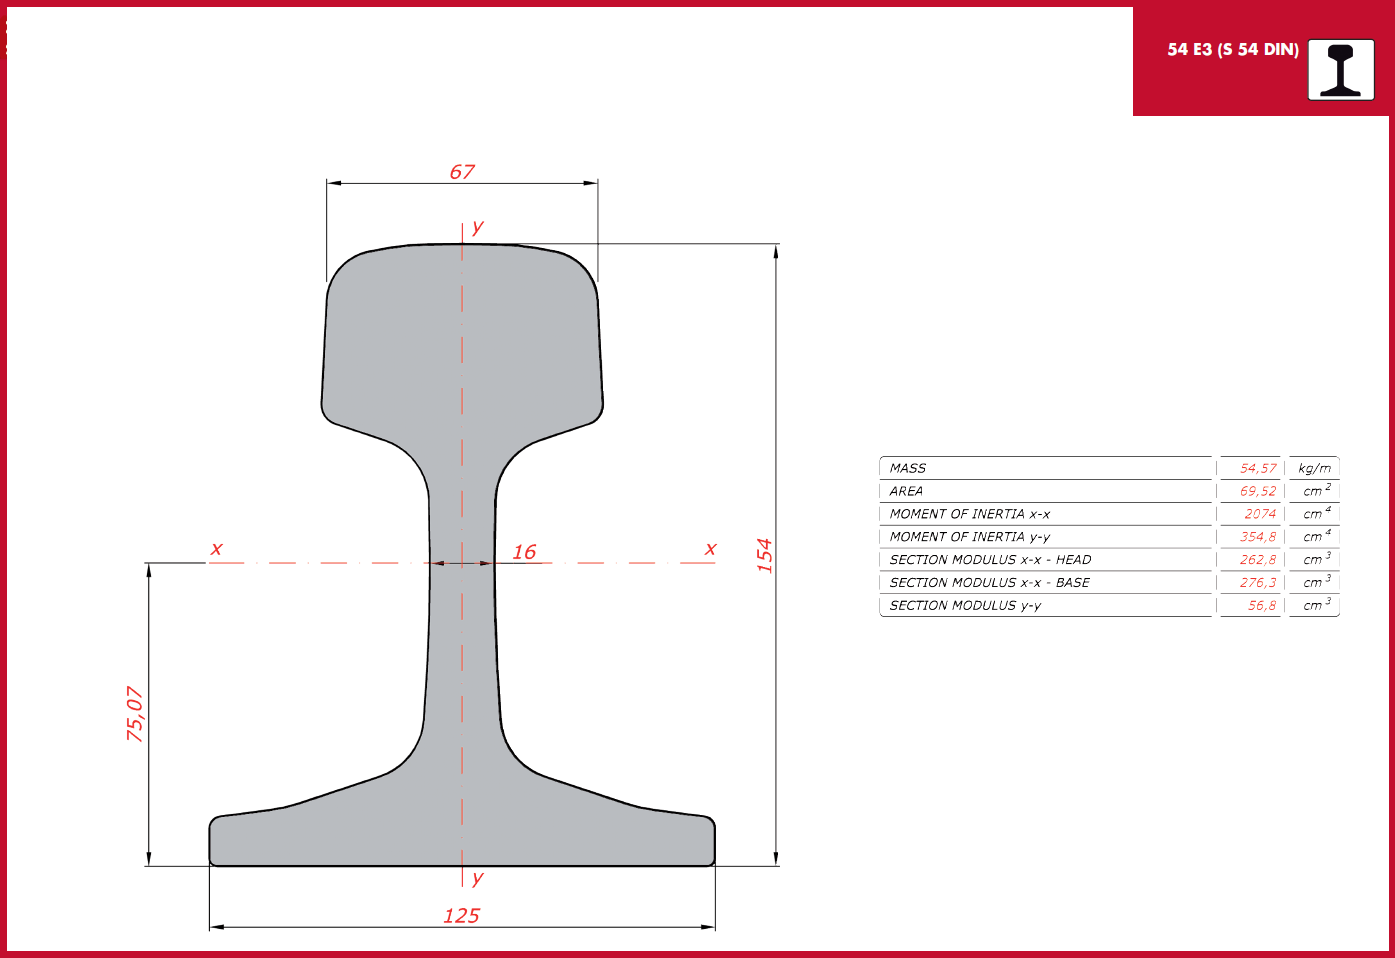 54 E3 (S 54 DIN)
67
y
x
16
x
154
75,07
y
125
MASS 54,57 kg/m
AREA 69,52 cm²
MOMENT OF INERTIA x-x 2074 cm⁴
MOMENT OF INERTIA y-y 354,8 cm⁴
SECTION MODULUS x-x - HEAD 262,8 cm³
SECTION MODULUS x-x - BASE 276,3 cm³
SECTION MODULUS y-y 56,8 cm³